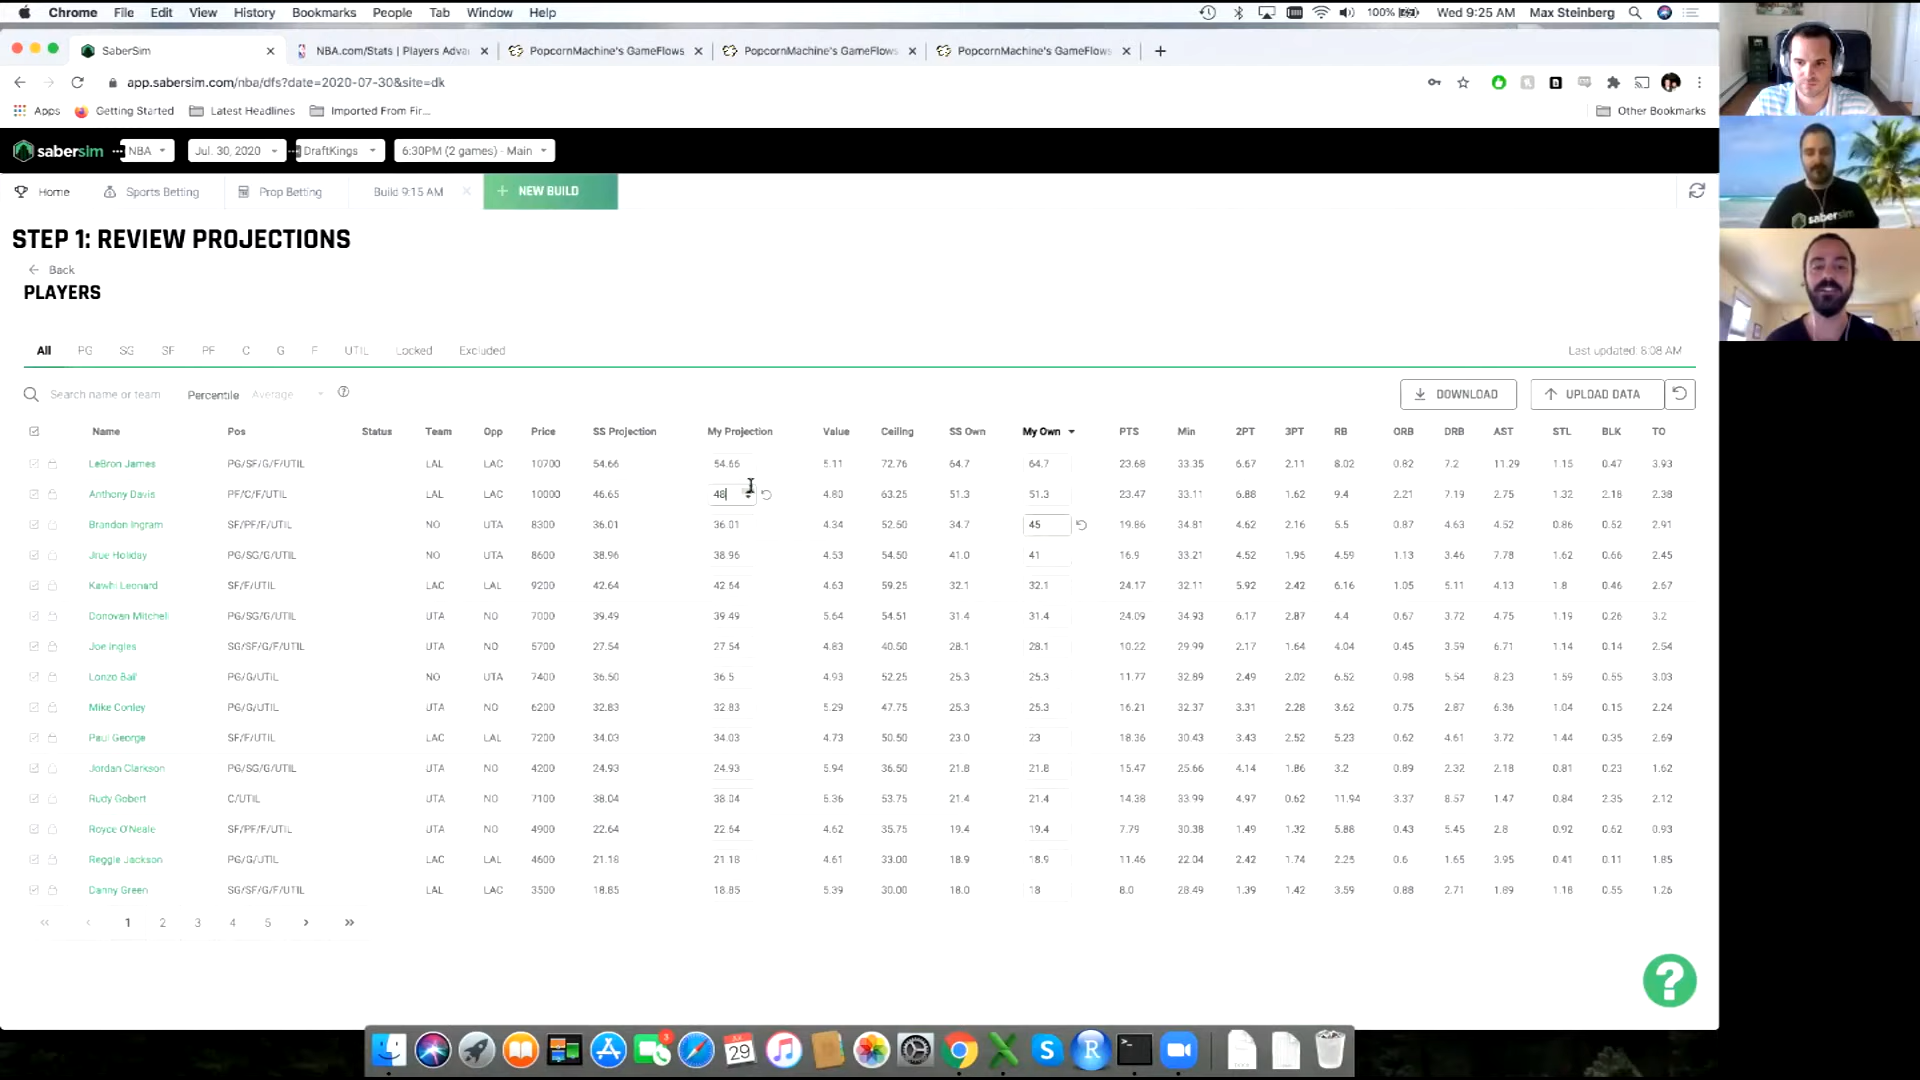 Chrome File Edit View History Bookmarks People Tab Window Help 100% Wed 9:25 AM Max Steinberg
SaberSim NBA.com/Stats | Players Adva PopcornMachine's GameFlows PopcornMachine's GameFlows PopcornMachine's GameFlows
app.sabersim.com/nba/dfs?date=2020-07-30&site=dk
Apps Getting Started Latest Headlines Imported From Fir... Other Bookmarks
sabersim NBA Jul. 30, 2020 DraftKings 6:30PM (2 games) - Main
Home Sports Betting Prop Betting Build 9:15 AM + NEW BUILD
STEP 1: REVIEW PROJECTIONS
Back
PLAYERS
All PG SG SF PF C G F UTIL Locked Excluded Last updated: 8:08 AM
Search name or team Percentile Average DOWNLOAD UPLOAD DATA
Name Pos Status Team Opp Price SS Projection My Projection Value Ceiling SS Own My Own PTS Min 2PT 3PT RB ORB DRB AST STL BLK TO
LeBron James PG/SF/G/F/UTIL LAL LAC 10700 54.66 54.66 5.11 72.76 64.7 64.7 23.68 33.35 6.67 2.11 8.02 0.82 7.2 11.29 1.15 0.47 3.93
Anthony Davis PF/C/F/UTIL LAL LAC 10000 46.65 48 4.80 63.25 51.3 51.3 23.47 33.11 6.88 1.62 9.4 2.21 7.19 2.75 1.32 2.18 2.38
Brandon Ingram SF/PF/F/UTIL NO UTA 8300 36.01 36.01 4.34 52.50 34.7 45 19.86 34.81 4.62 2.16 5.5 0.87 4.63 4.52 0.86 0.52 2.91
Jrue Holiday PG/SG/G/UTIL NO UTA 8600 38.96 38.96 4.53 54.50 41.0 41 16.9 33.21 4.52 1.95 4.59 1.13 3.46 7.78 1.62 0.66 2.45
Kawhi Leonard SF/F/UTIL LAC LAL 9200 42.64 42.64 4.63 59.25 32.1 32.1 24.17 32.11 5.92 2.42 6.16 1.05 5.11 4.13 1.8 0.46 2.67
Donovan Mitchell PG/SG/G/UTIL UTA NO 7000 39.49 39.49 5.64 54.51 31.4 31.4 24.09 34.93 6.17 2.87 4.4 0.67 3.72 4.75 1.19 0.26 3.2
Joe Ingles SG/SF/G/F/UTIL UTA NO 5700 27.54 27.54 4.83 40.50 28.1 28.1 10.22 29.99 2.17 1.64 4.04 0.45 3.59 6.71 1.14 0.14 2.54
Lonzo Ball PG/G/UTIL NO UTA 7400 36.50 36.5 4.93 52.25 25.3 25.3 11.77 32.89 2.49 2.02 6.52 0.98 5.54 8.23 1.59 0.55 3.03
Mike Conley PG/G/UTIL UTA NO 6200 32.83 32.83 5.29 47.75 25.3 25.3 16.21 32.37 3.31 2.28 3.62 0.75 2.87 6.36 1.04 0.15 2.24
Paul George SF/F/UTIL LAC LAL 7200 34.03 34.03 4.73 50.50 23.0 23 18.36 30.43 3.43 2.52 5.23 0.62 4.61 3.72 1.44 0.35 2.69
Jordan Clarkson PG/SG/G/UTIL UTA NO 4200 24.93 24.93 5.94 36.50 21.8 21.8 15.47 25.66 4.14 1.86 3.2 0.89 2.32 2.18 0.81 0.23 1.62
Rudy Gobert C/UTIL UTA NO 7100 38.04 38.04 5.36 53.75 21.4 21.4 14.38 33.99 4.97 0.62 11.94 3.37 8.57 1.47 0.84 2.35 2.12
Royce O'Neale SF/PF/F/UTIL UTA NO 4900 22.64 22.64 4.62 35.75 19.4 19.4 7.79 30.38 1.49 1.32 5.88 0.43 5.45 2.8 0.92 0.62 0.93
Reggie Jackson PG/G/UTIL LAC LAL 4600 21.18 21.18 4.61 33.00 18.9 18.9 11.46 22.04 2.42 1.74 2.25 0.6 1.65 3.95 0.41 0.11 1.85
Danny Green SG/SF/G/F/UTIL LAL LAC 3500 18.85 18.85 5.39 30.00 18.0 18 8.0 28.49 1.39 1.42 3.59 0.88 2.71 1.89 1.18 0.55 1.26
1 2 3 4 5
?
3 JUL 29
sabersim